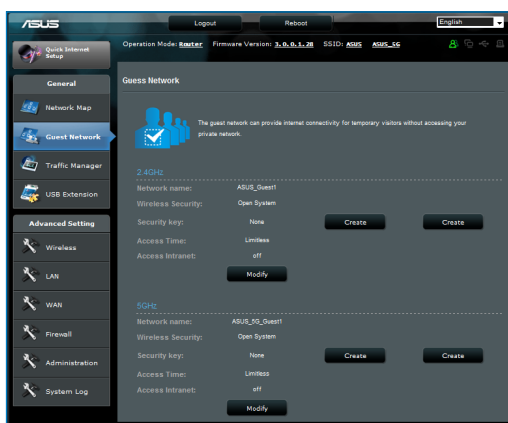 ASUS
Logout
Reboot
English
Quick Internet Setup
Operation Mode: Router Firmware Version: 3.0.0.1.28 SSID: ASUS ASUS_5G
General
Network Map
Guest Network
Traffic Manager
USB Extension
Advanced Setting
Wireless
LAN
WAN
Firewall
Administration
System Log
Guess Network
The guest network can provide internet connectivity for temporary visitors without accessing your
private network.
2.4GHz
Network name: ASUS_Guest1
Wireless Security: Open System
Security key: None Create Create
Access Time: Limitless
Access Intranet: off
Modify
5GHz
Network name: ASUS_5G_Guest1
Wireless Security: Open System
Security key: None Create Create
Access Time: Limitless
Access Intranet: off
Modify